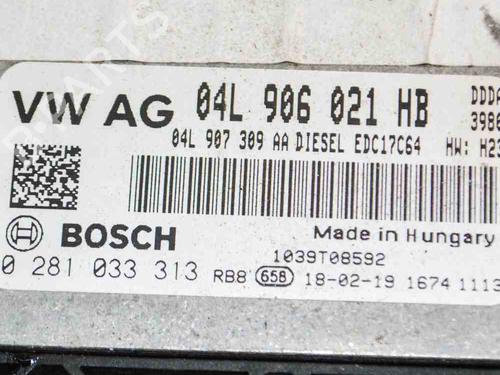 VW AG 04L 906 021 HB DDDA
04L 907 309 AA DIESEL EDC17C64 HW: H23
Made in Hungary
BOSCH 1039T08592
0 281 033 313 RB8 658 18-02-19 1674 1113